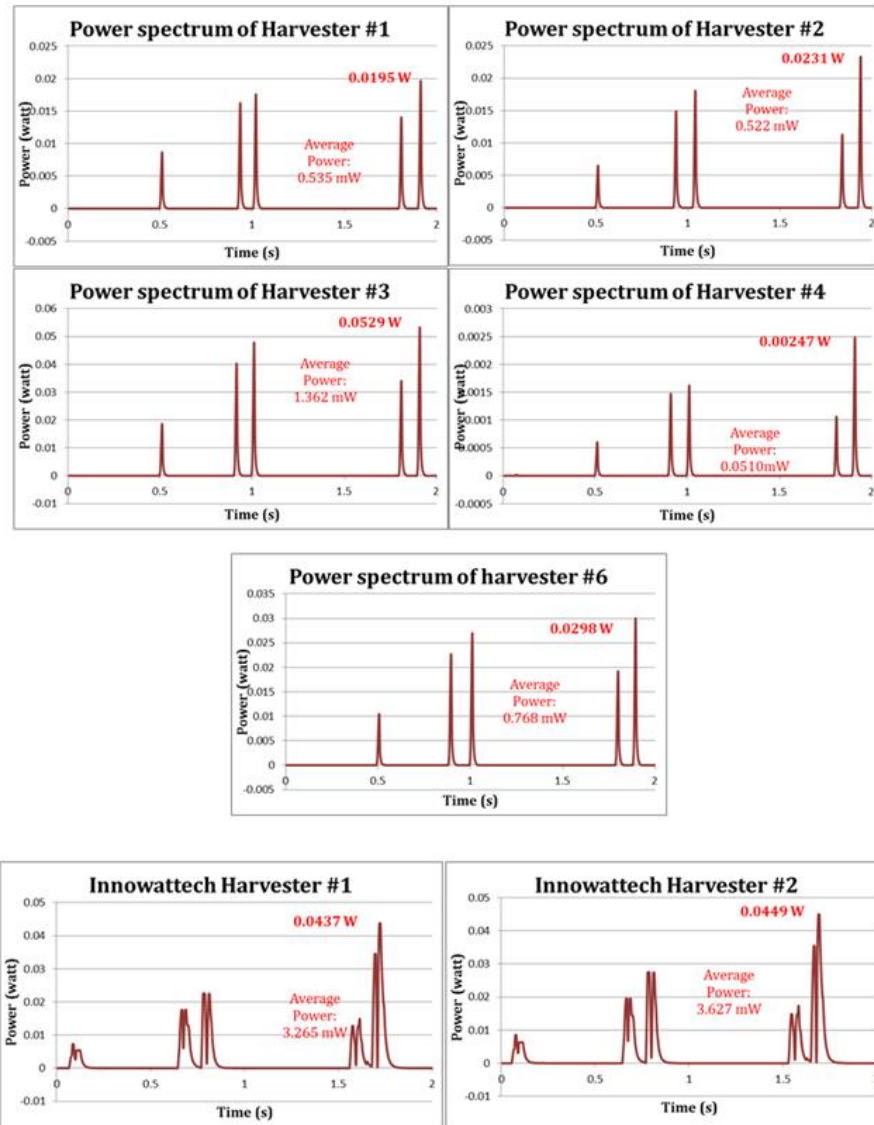 Power spectrum of Harvester #1
0.025
0.02
0.015
0.01
0.005
0
-0.005
Power (watt)
0.0195 W
Average
Power:
0.535 mW
0
0.5
1
1.5
2
Time (s)
Power spectrum of Harvester #2
0.025
0.02
0.015
0.01
0.005
0
-0.005
Power (watt)
0.0231 W
Average
Power:
0.522 mW
0
0.5
1
1.5
2
Time (s)
Power spectrum of Harvester #3
0.06
0.05
0.04
0.03
0.02
0.01
0
-0.01
Power (watt)
0.0529 W
Average
Power:
1.362 mW
0
0.5
1
1.5
2
Time (s)
Power spectrum of Harvester #4
0.003
0.0025
0.002
0.0015
0.001
0.0005
0
-0.0005
Power (watt)
0.00247 W
Average
Power:
0.0510mW
0
0.5
1
1.5
2
Time (s)
Power spectrum of harvester #6
0.035
0.03
0.025
0.02
0.015
0.01
0.005
0
-0.005
Power (watt)
0.0298 W
Average
Power:
0.768 mW
0
0.5
1
1.5
2
Time (s)
Innowattech Harvester #1
0.05
0.04
0.03
0.02
0.01
0
-0.01
Power (watt)
0.0437 W
Average
Power:
3.265 mW
0
0.5
1
1.5
2
Time (s)
Innowattech Harvester #2
0.05
0.04
0.03
0.02
0.01
0
-0.01
Power (watt)
0.0449 W
Average
Power:
3.627 mW
0
0.5
1
1.5
2
Time (s)